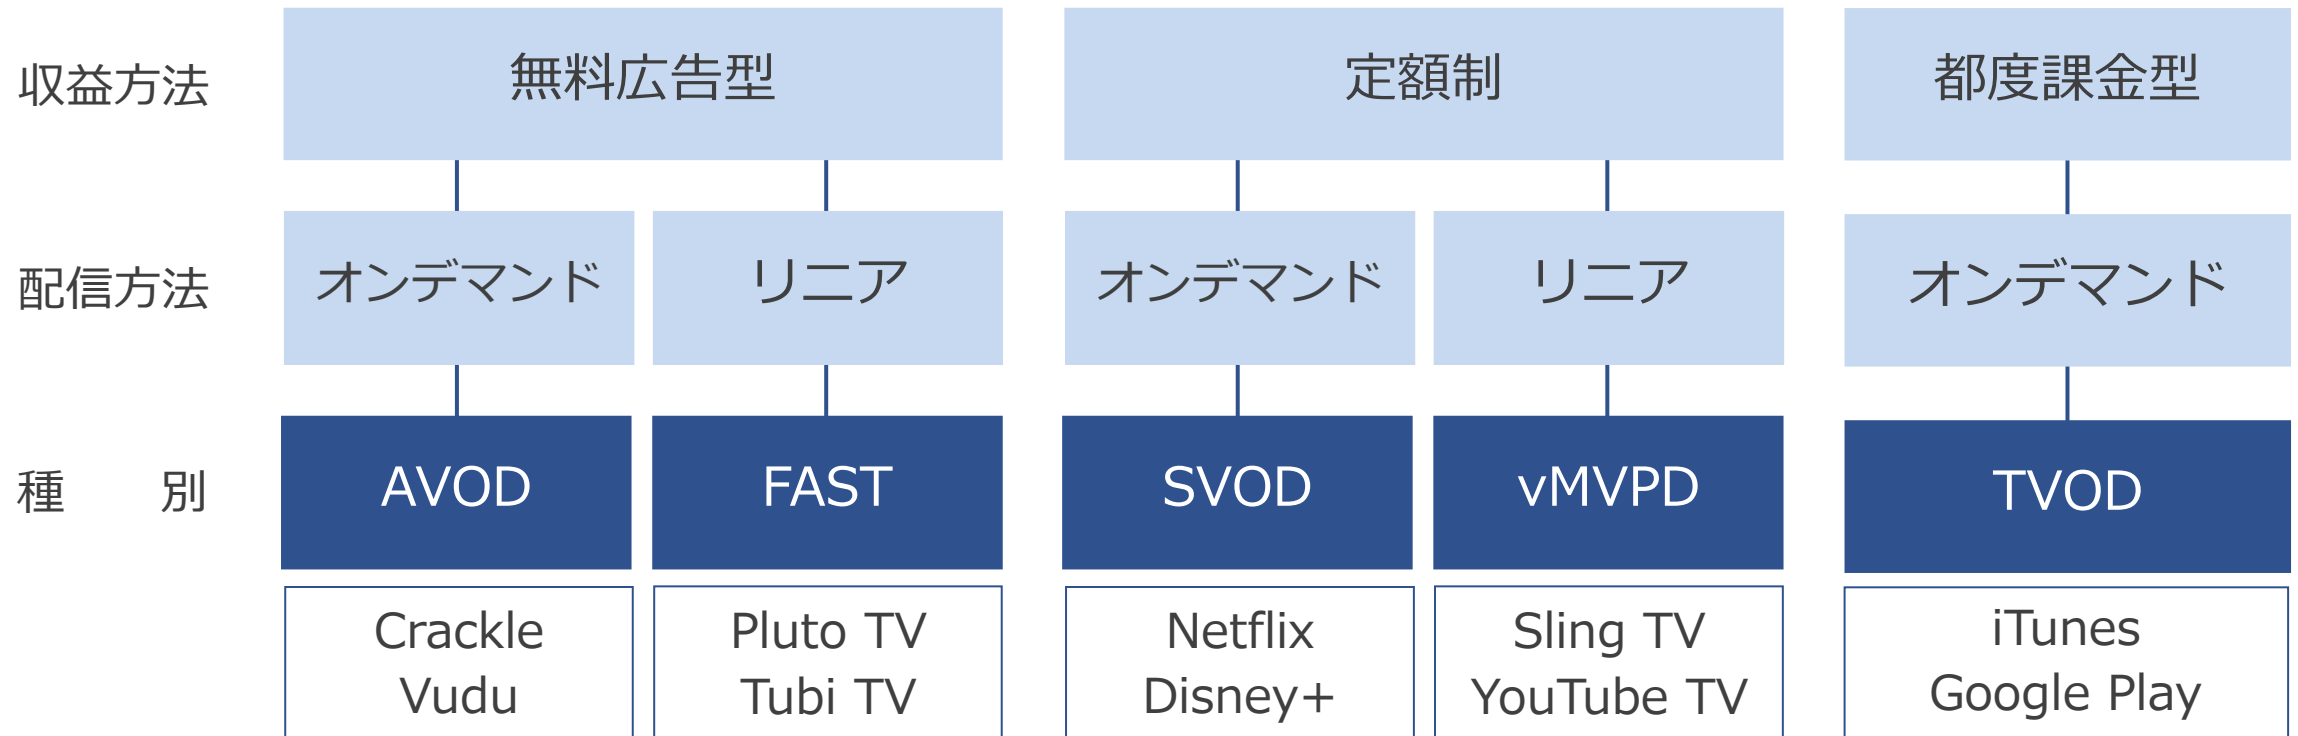 収益方法
無料広告型
定額制
都度課金型
配信方法
オンデマンド
リニア
オンデマンド
リニア
オンデマンド
種　別
AVOD
FAST
SVOD
vMVPD
TVOD
Crackle
Vudu
Pluto TV
Tubi TV
Netflix
Disney+
Sling TV
YouTube TV
iTunes
Google Play